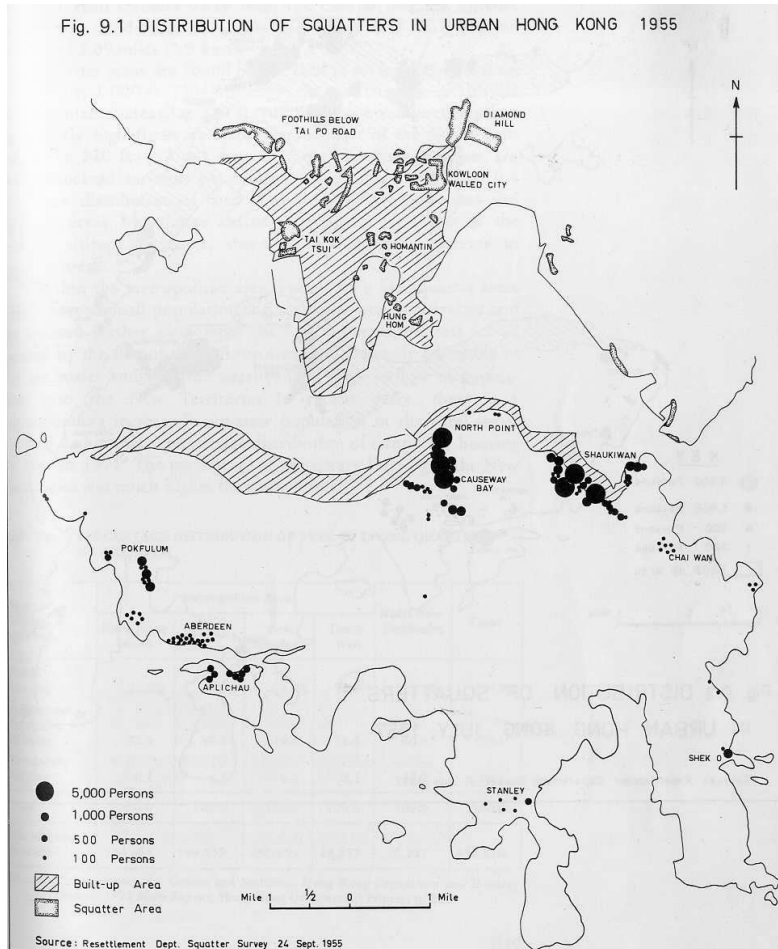 Fig. 9.1 DISTRIBUTION OF SQUATTERS IN URBAN HONG KONG 1955
N
FOOTHILLS BELOW
TAI PO ROAD
DIAMOND
HILL
KOWLOON
WALLED CITY
TAI KOK
TSUI
HOMANTIN
HUNG
HOM
NORTH POINT
SHAUKIWAN
CAUSEWAY
BAY
CHAI WAN
POKFULUM
ABERDEEN
APLICHAU
SHEK O
STANLEY
5,000 Persons
1,000 Persons
500 Persons
100 Persons
Built-up Area
Squatter Area
Mile 1 1/2 0 1 Mile
Source: Resettlement Dept. Squatter Survey 24 Sept. 1955